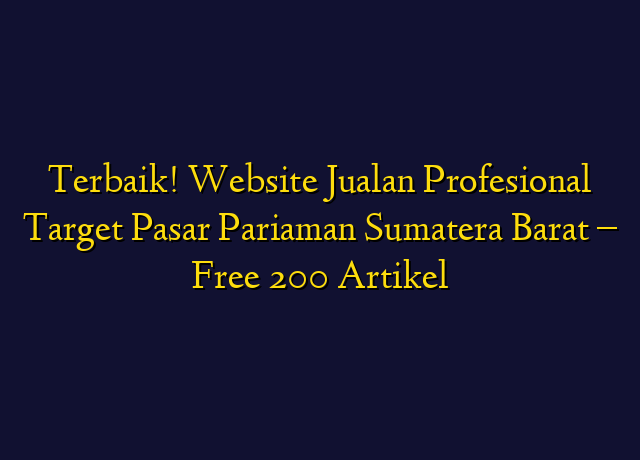 Terbaik! Website Jualan Profesional
Target Pasar Pariaman Sumatera Barat –
Free 200 Artikel